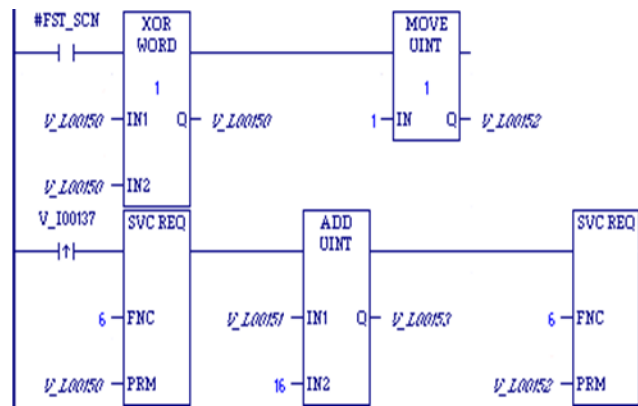 #FST_SCN XOR WORD MOVE UINT
1 1
V_L00150 IN1 Q V_L00150 1 IN Q V_L00152
V_L00150 IN2
V_I00137 SVC REQ ADD UINT SVC REQ
6 FNC V_L00151 IN1 Q V_L00153 6 FNC
V_L00150 PRM 16 IN2 V_L00152 PRM